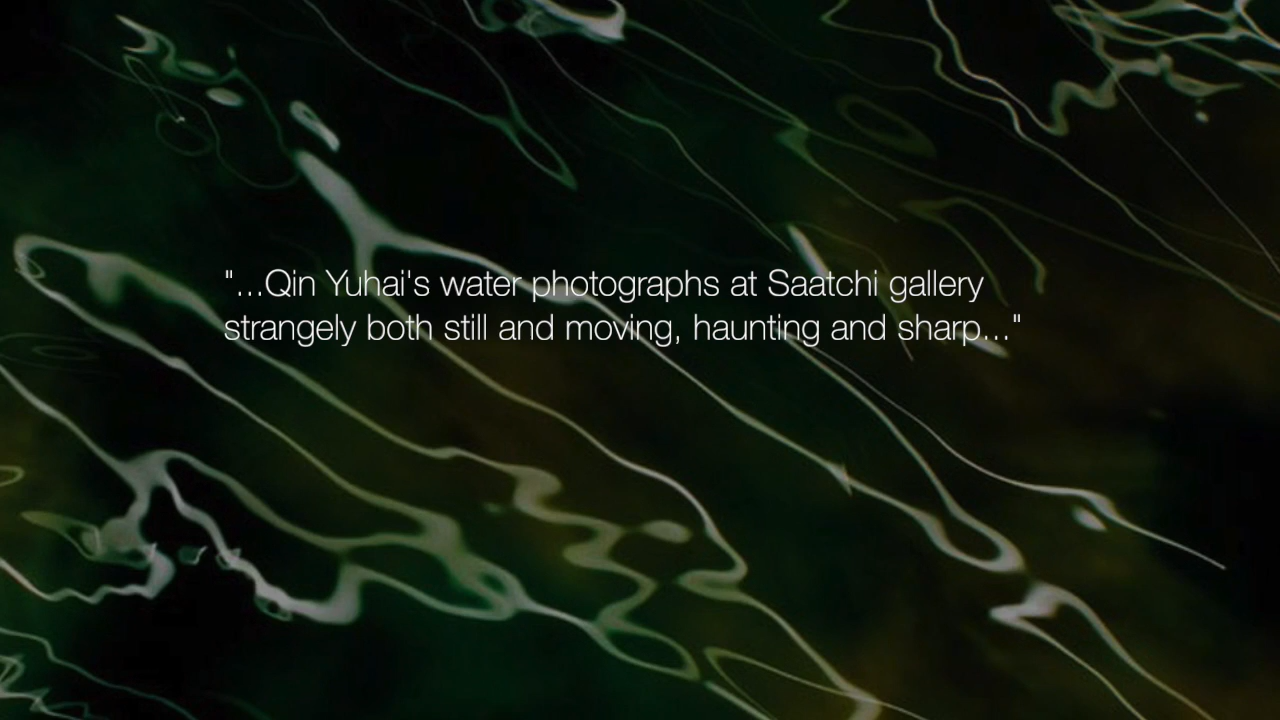 "...Qin Yuhai's water photographs at Saatchi gallery
strangely both still and moving, haunting and sharp..."